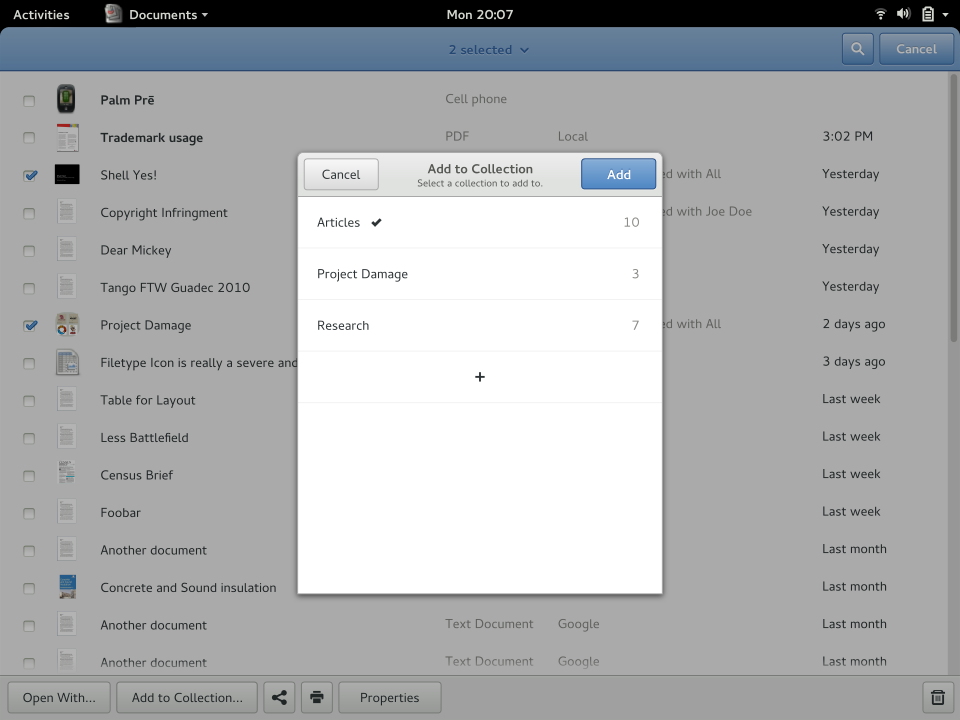 Activities Documents Mon 20:07
2 selected Cancel
Palm Prē Cell phone
Trademark usage PDF Local 3:02 PM
Cancel Add to Collection Add
Select a collection to add to.
Shell Yes! with All Yesterday
Copyright Infringment with Joe Doe Yesterday
Articles 10
Dear Mickey Yesterday
Project Damage 3
Tango FTW Guadec 2010 Yesterday
Project Damage with All 2 days ago
Research 7
Filetype Icon is really a severe and 3 days ago
+
Table for Layout Last week
Less Battlefield Last week
Census Brief Last week
Foobar Last week
Another document Last month
Concrete and Sound insulation Last month
Another document Text Document Google Last month
Another document Text Document Google Last month
Open With... Add to Collection... Properties